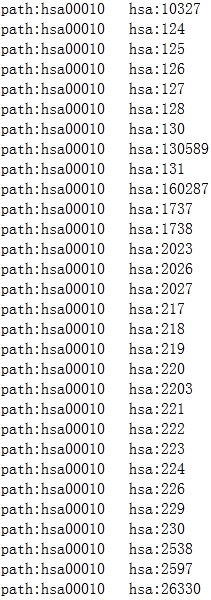 path:hsa00010 hsa:10327
path:hsa00010 hsa:124
path:hsa00010 hsa:125
path:hsa00010 hsa:126
path:hsa00010 hsa:127
path:hsa00010 hsa:128
path:hsa00010 hsa:130
path:hsa00010 hsa:130589
path:hsa00010 hsa:131
path:hsa00010 hsa:160287
path:hsa00010 hsa:1737
path:hsa00010 hsa:1738
path:hsa00010 hsa:2023
path:hsa00010 hsa:2026
path:hsa00010 hsa:2027
path:hsa00010 hsa:217
path:hsa00010 hsa:218
path:hsa00010 hsa:219
path:hsa00010 hsa:220
path:hsa00010 hsa:2203
path:hsa00010 hsa:221
path:hsa00010 hsa:222
path:hsa00010 hsa:223
path:hsa00010 hsa:224
path:hsa00010 hsa:226
path:hsa00010 hsa:229
path:hsa00010 hsa:230
path:hsa00010 hsa:2538
path:hsa00010 hsa:2597
path:hsa00010 hsa:26330